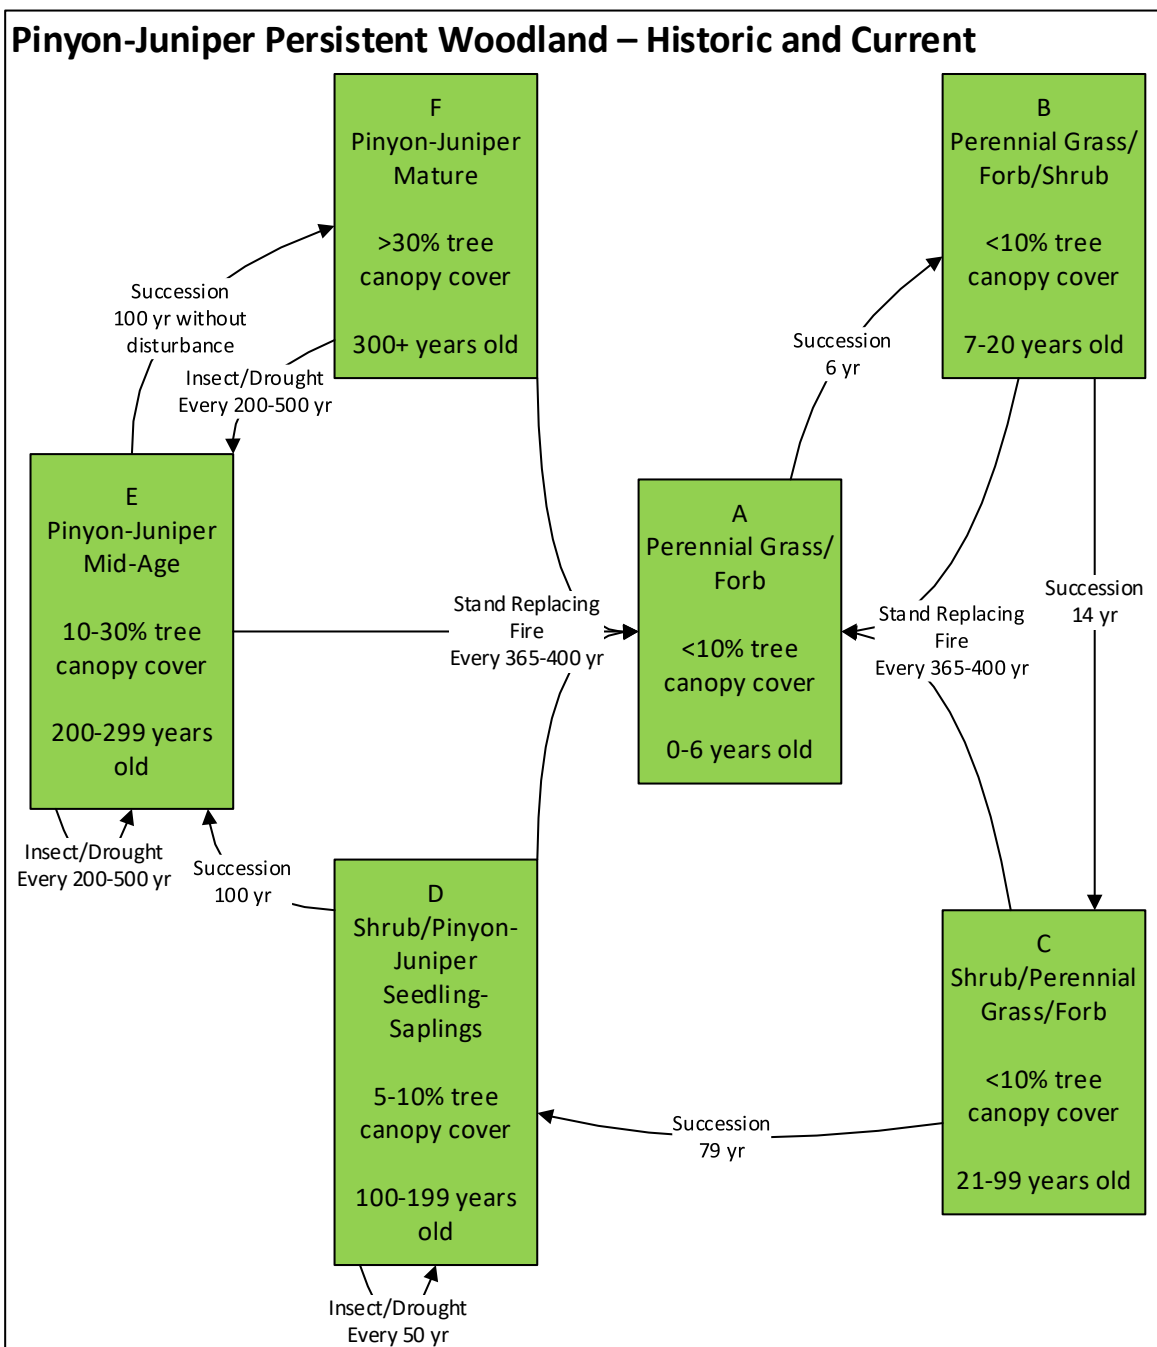 Pinyon-Juniper Persistent Woodland – Historic and Current
F
Pinyon-Juniper
Mature
>30% tree
canopy cover
300+ years old
B
Perennial Grass/
Forb/Shrub
<10% tree
canopy cover
7-20 years old
Succession
100 yr without
disturbance
Insect/Drought
Every 200-500 yr
Succession
6 yr
E
Pinyon-Juniper
Mid-Age
10-30% tree
canopy cover
200-299 years
old
A
Perennial Grass/
Forb
<10% tree
canopy cover
0-6 years old
Stand Replacing
Fire
Every 365-400 yr
Stand Replacing
Fire
Every 365-400 yr
Succession
14 yr
Insect/Drought
Every 200-500 yr
Succession
100 yr
D
Shrub/Pinyon-
Juniper
Seedling-
Saplings
5-10% tree
canopy cover
100-199 years
old
C
Shrub/Perennial
Grass/Forb
<10% tree
canopy cover
21-99 years old
Succession
79 yr
Insect/Drought
Every 50 yr